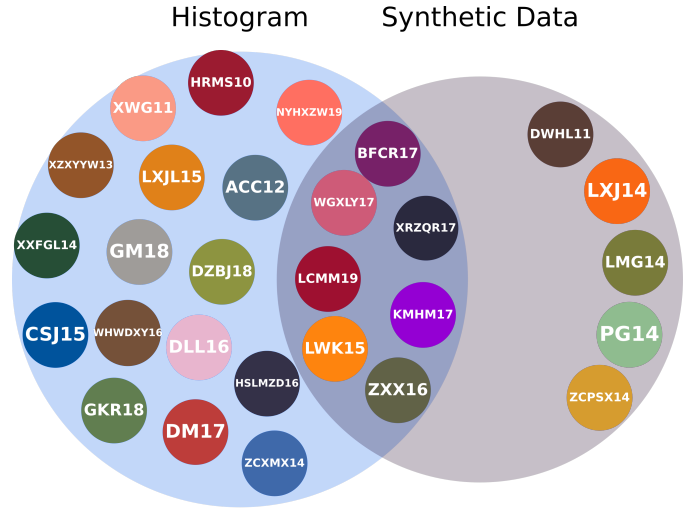 Histogram
Synthetic Data
HRMS10
XWG11
NYHXZW19
DWHL11
BFCR17
XZXYYW13
LXJL15
ACC12
LXJ14
WGXLY17
XRZQR17
XXFGL14
GM18
LMG14
DZBJ18
LCMM19
KMHM17
CSJ15
WHWDXY16
PG14
DLL16
LWK15
HSLMZD16
ZXX16
ZCPSX14
GKR18
DM17
ZCXMX14